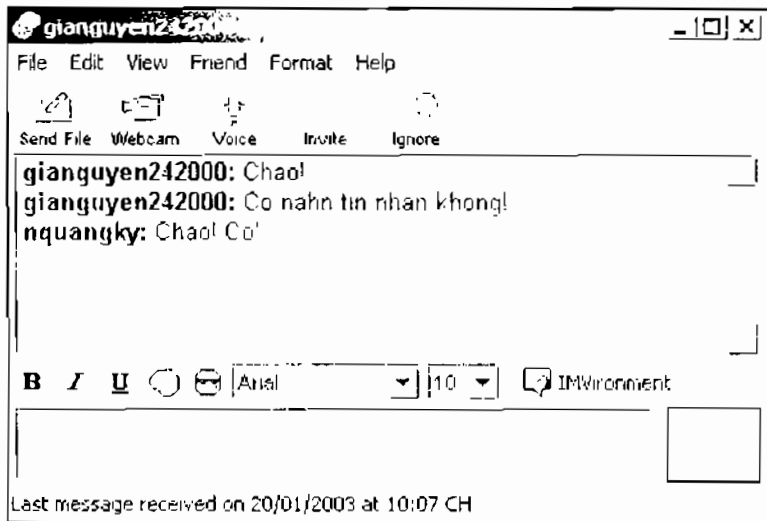 gianguyen242000
File Edit View Friend Format Help
Send File Webcam Voice Invite Ignore
gianguyen242000: Chao!
gianguyen242000: Co nahn tin nhan khong!
nquangky: Chao! Co'
B I U Arial 10 IMVironment
Last message received on 20/01/2003 at 10:07 CH